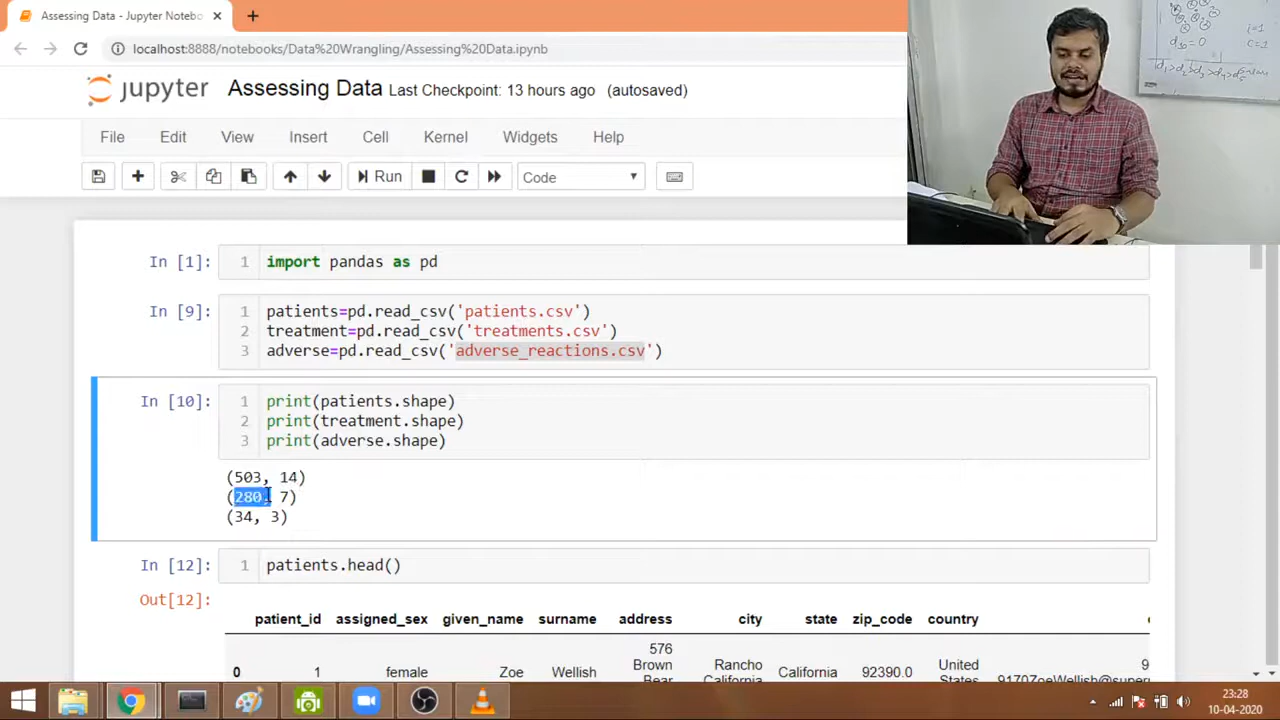 Assessing Data - Jupyter Notebo
localhost:8888/notebooks/Data%20Wrangling/Assessing%20Data.ipynb
jupyter Assessing Data Last Checkpoint: 13 hours ago (autosaved)
File Edit View Insert Cell Kernel Widgets Help
Run Code
In [1]: 1 import pandas as pd
In [9]: 1 patients=pd.read_csv('patients.csv')
2 treatment=pd.read_csv('treatments.csv')
3 adverse=pd.read_csv('adverse_reactions.csv')
In [10]: 1 print(patients.shape)
2 print(treatment.shape)
3 print(adverse.shape)
(503, 14)
(280, 7)
(34, 3)
In [12]: 1 patients.head()
Out[12]:
patient_id assigned_sex given_name surname address city state zip_code country
576
0 1 female Zoe Wellish Brown Bear Rancho California California 92390.0 United States
23:28
10-04-2020